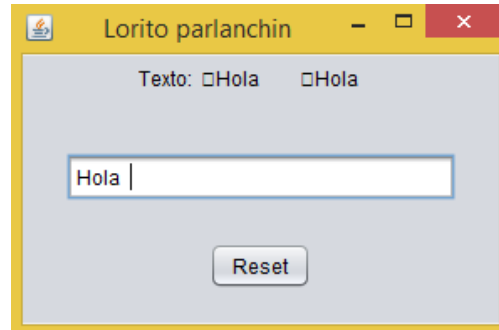 Lorito parlanchin
Texto: □Hola □Hola
Hola
Reset